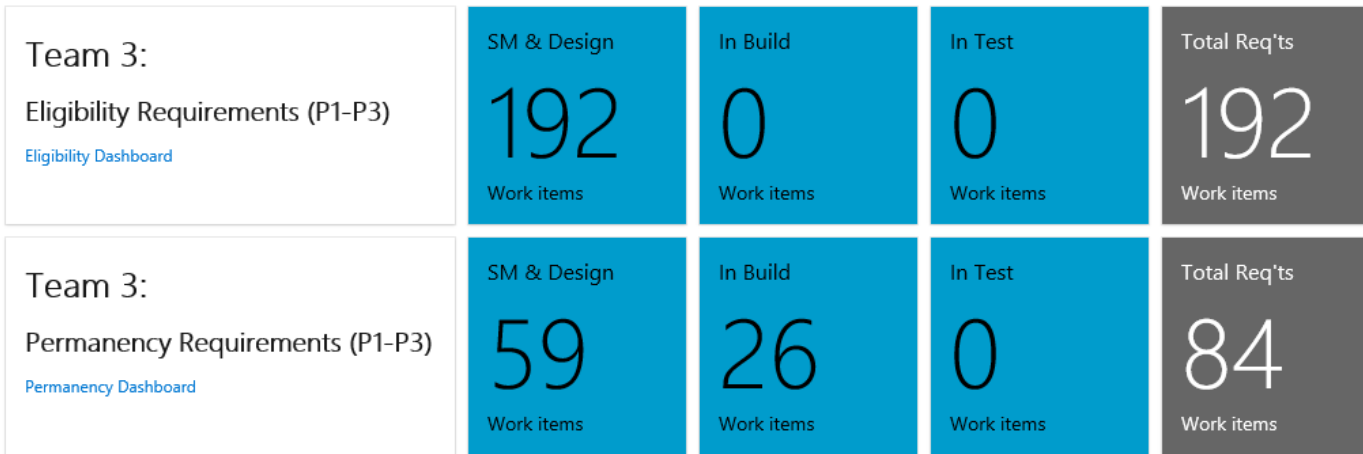 Team 3:
Eligibility Requirements (P1-P3)
Eligibility Dashboard
SM & Design
192
Work items
In Build
0
Work items
In Test
0
Work items
Total Req'ts
192
Work items
Team 3:
Permanency Requirements (P1-P3)
Permanency Dashboard
SM & Design
59
Work items
In Build
26
Work items
In Test
0
Work items
Total Req'ts
84
Work items